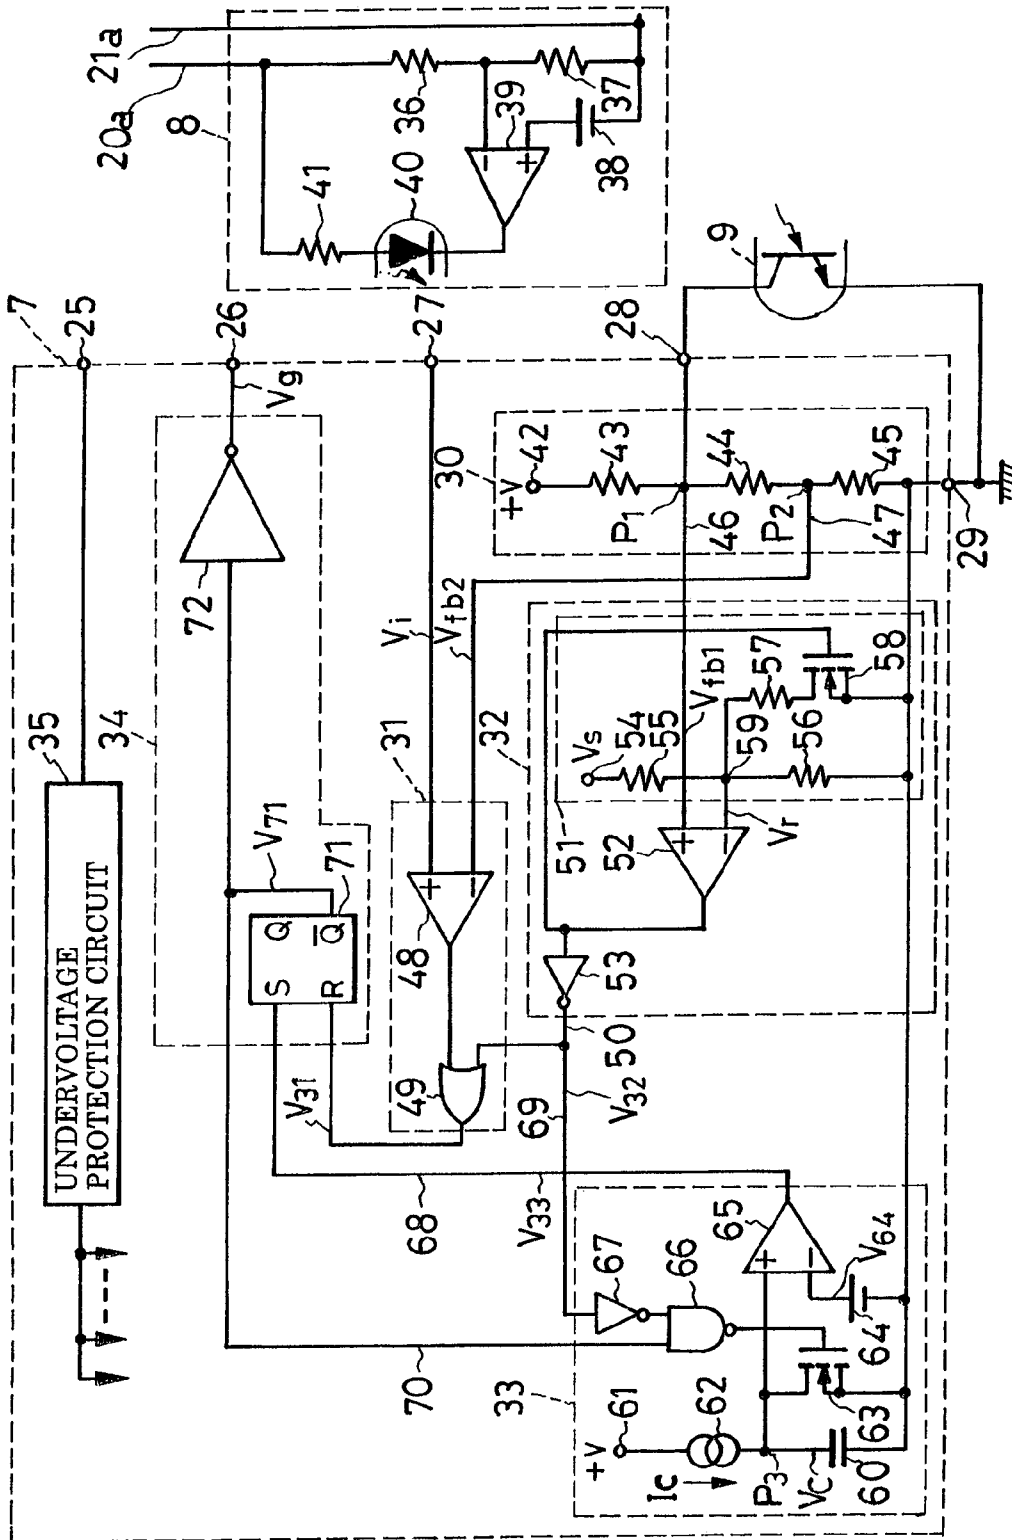 7
25
35
UNDERVOLTAGE
PROTECTION CIRCUIT
34
72
26
Vg
V71
S
Q
R
Q̅
71
V31
68
V33
70
27
Vi
Vfb2
31
48
+
−
49
69
V32
50
53
32
51
52
+
−
Vr
Vs
54
55
59
56
57
58
Vfb1
28
30
+V
42
43
P1
46
44
P2
47
45
29
9
8
20a
21a
36
37
39
−
+
38
40
41
33
+V
61
62
Ic
P3
Vc
60
63
64
V64
65
+
−
66
67